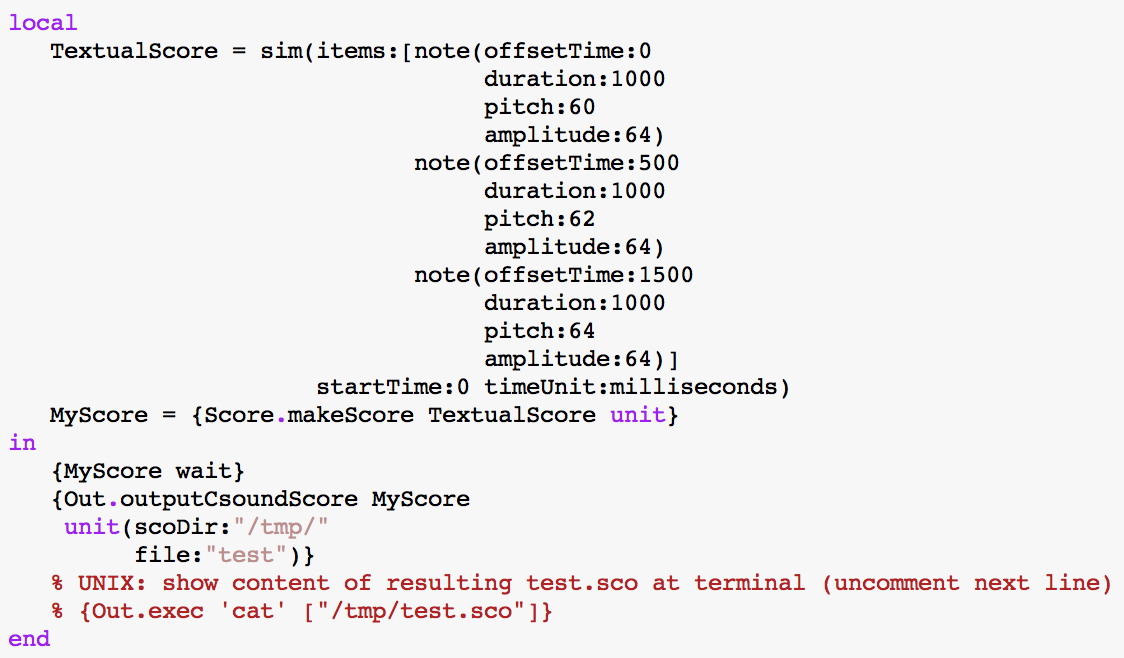 local
   TextualScore = sim(items:[note(offsetTime:0
                                  duration:1000
                                  pitch:60
                                  amplitude:64)
                             note(offsetTime:500
                                  duration:1000
                                  pitch:62
                                  amplitude:64)
                             note(offsetTime:1500
                                  duration:1000
                                  pitch:64
                                  amplitude:64)]
                      startTime:0 timeUnit:milliseconds)
   MyScore = {Score.makeScore TextualScore unit}
in
   {MyScore wait}
   {Out.outputCsoundScore MyScore
    unit(scoDir:"/tmp/"
         file:"test")}
   % UNIX: show content of resulting test.sco at terminal (uncomment next line)
   % {Out.exec 'cat' ["/tmp/test.sco"]}
end